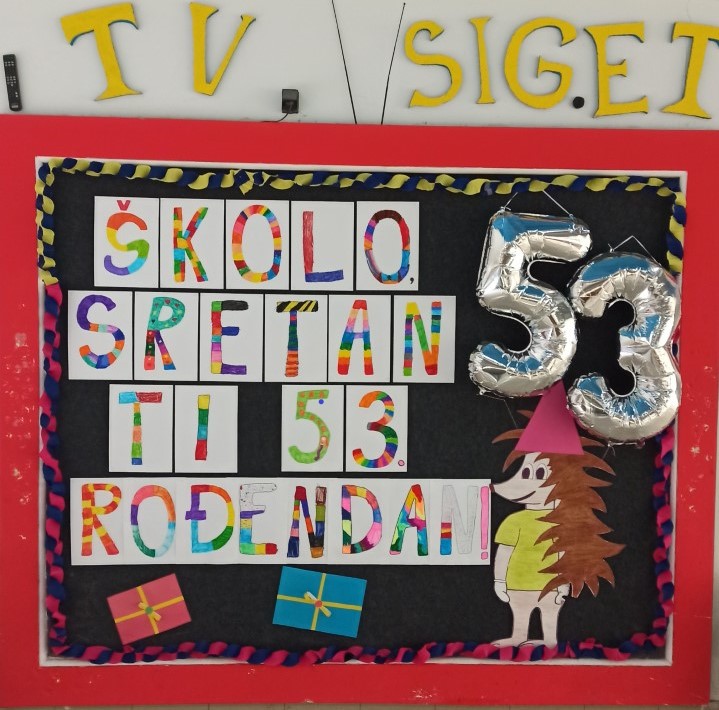 TV SIGET
ŠKOLO,
SRETAN
TI 53.
ROĐENDAN!
53